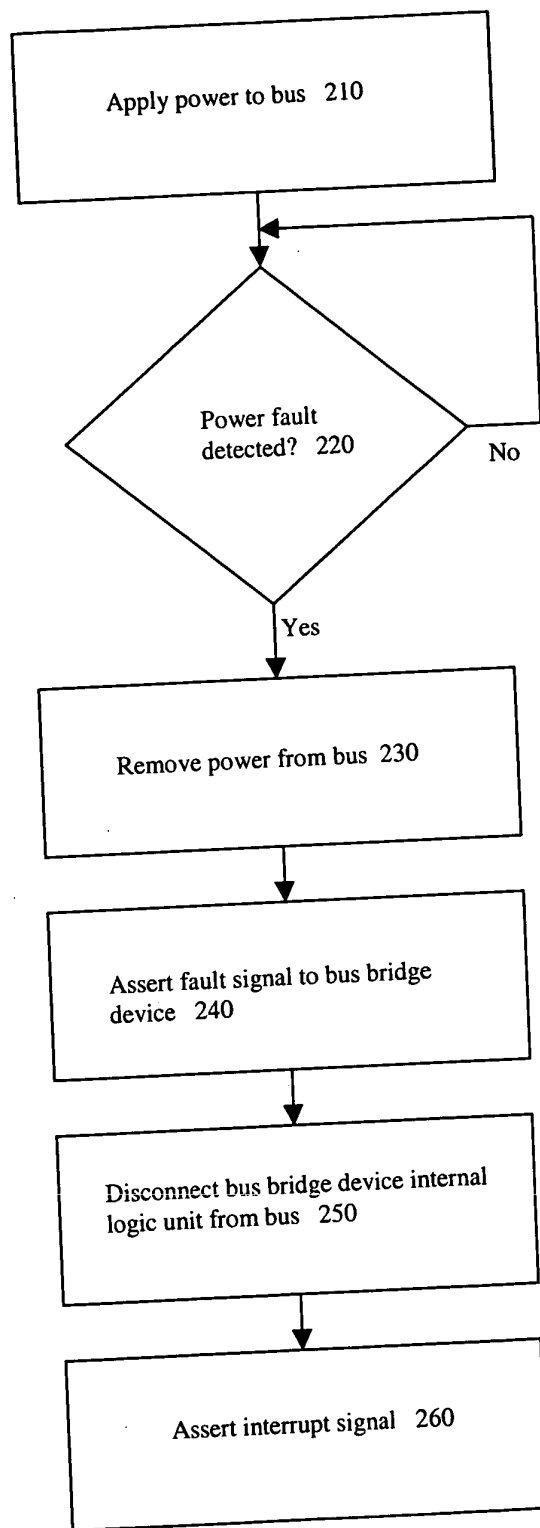 Apply power to bus 210
Power fault
detected? 220
No
Yes
Remove power from bus 230
Assert fault signal to bus bridge
device 240
Disconnect bus bridge device internal
logic unit from bus 250
Assert interrupt signal 260